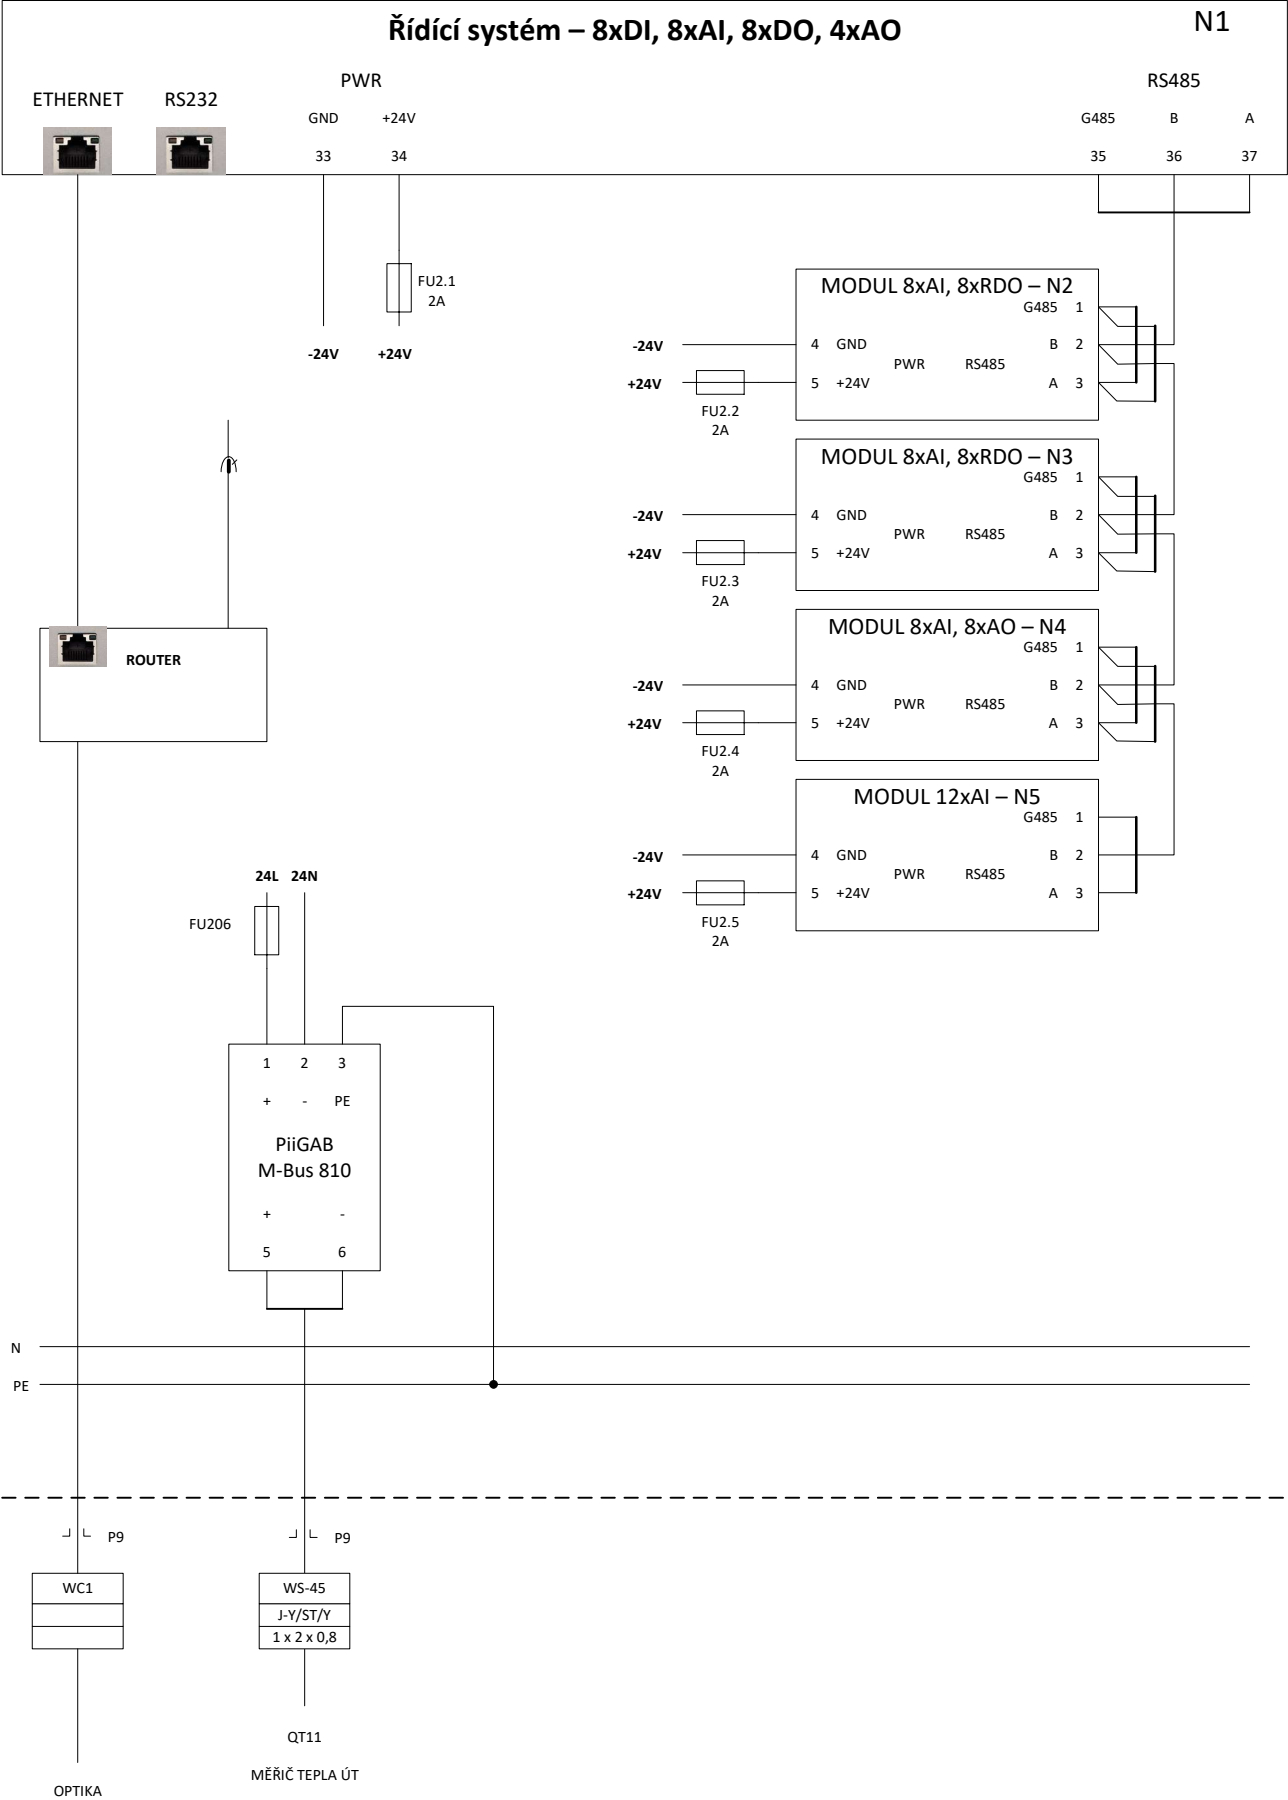 Řídící systém – 8xDI, 8xAI, 8xDO, 4xAO
N1
ETHERNET
RS232
PWR
GND
+24V
33
34
RS485
G485
B
A
35
36
37
FU2.1
2A
-24V
+24V
MODUL 8xAI, 8xRDO – N2
G485 1
-24V
4 GND
B 2
PWR
RS485
+24V
5 +24V
A 3
FU2.2
2A
MODUL 8xAI, 8xRDO – N3
G485 1
-24V
4 GND
B 2
PWR
RS485
+24V
5 +24V
A 3
FU2.3
2A
MODUL 8xAI, 8xAO – N4
G485 1
-24V
4 GND
B 2
PWR
RS485
+24V
5 +24V
A 3
FU2.4
2A
MODUL 12xAI – N5
G485 1
-24V
4 GND
B 2
PWR
RS485
+24V
5 +24V
A 3
FU2.5
2A
ROUTER
24L 24N
FU206
1 2 3
+ - PE
PiiGAB
M-Bus 810
+ -
5 6
N
PE
P9
P9
WC1
WS-45
J-Y/ST/Y
1 x 2 x 0,8
QT11
MĚŘIČ TEPLA ÚT
OPTIKA